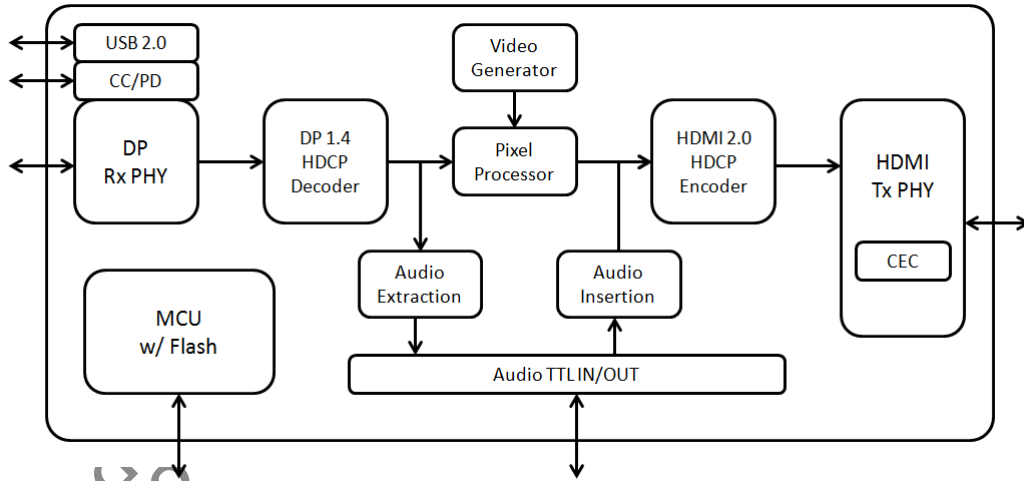 USB 2.0
CC/PD
DP
Rx PHY
DP 1.4
HDCP
Decoder
Video
Generator
Pixel
Processor
HDMI 2.0
HDCP
Encoder
HDMI
Tx PHY
CEC
Audio
Extraction
Audio
Insertion
MCU
w/ Flash
Audio TTL IN/OUT